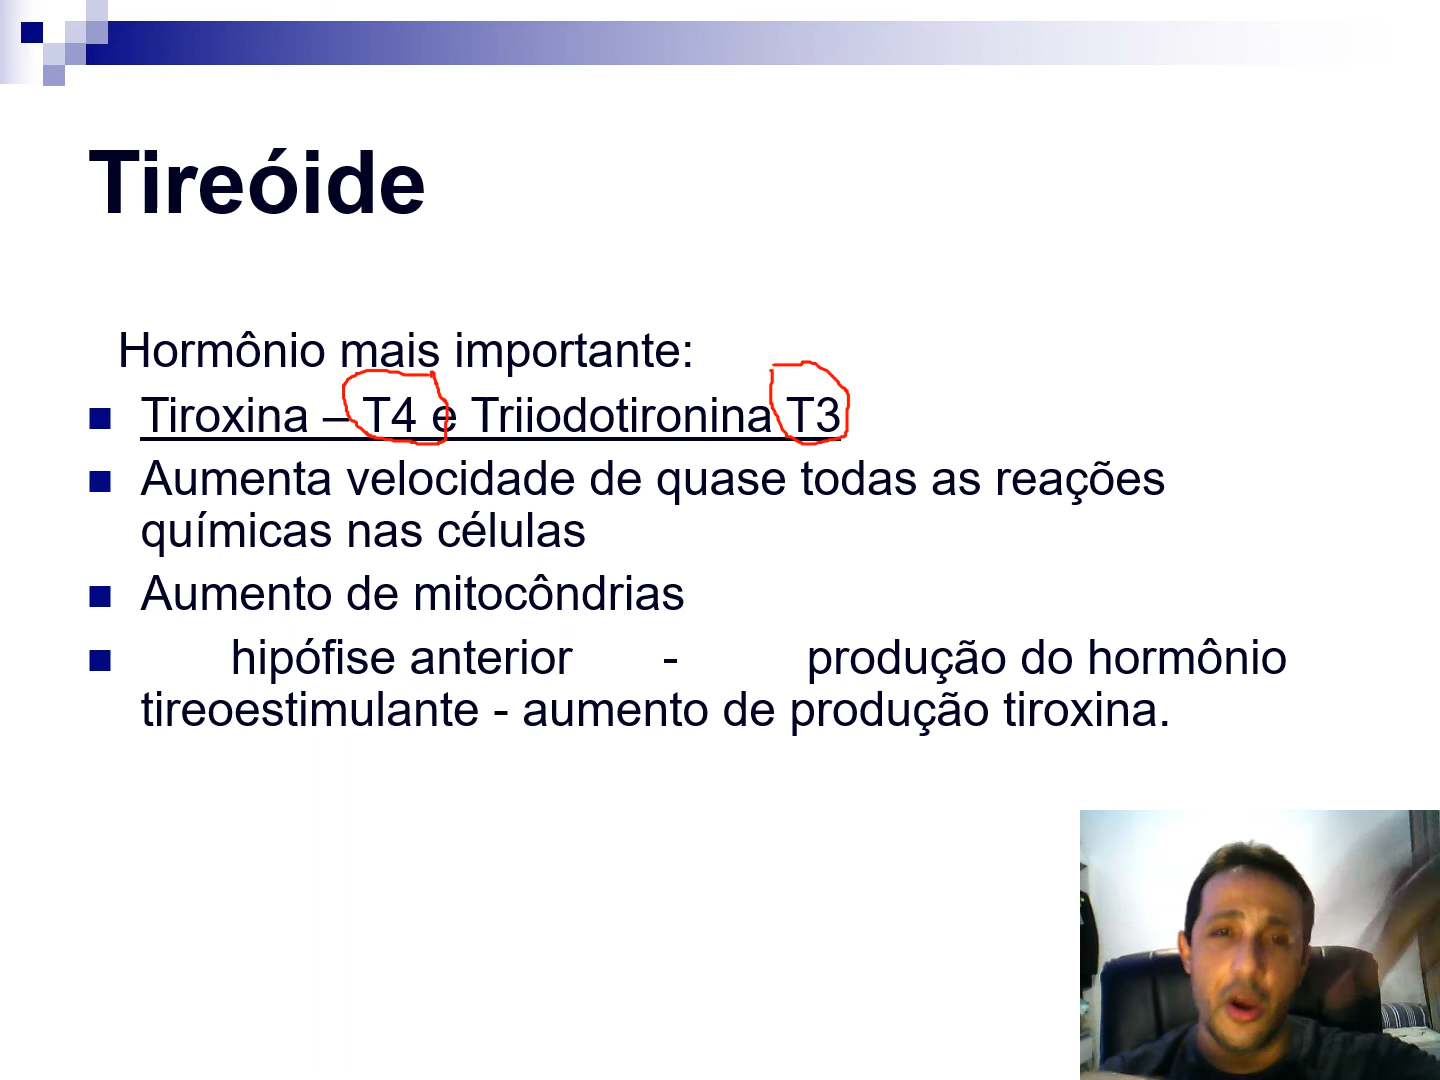 Tireóide
Hormônio mais importante:
Tiroxina – T4 e Triiodotironina T3
Aumenta velocidade de quase todas as reações
químicas nas células
Aumento de mitocôndrias
hipófise anterior - produção do hormônio
tireoestimulante - aumento de produção tiroxina.